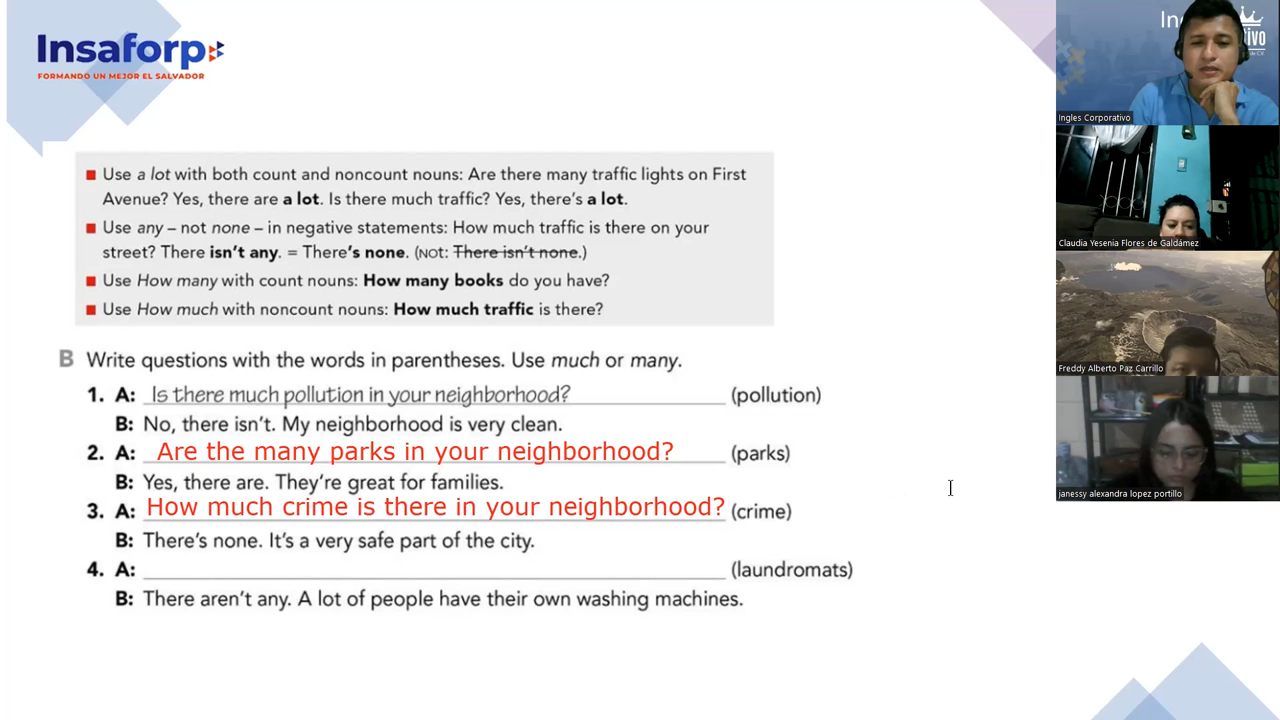 Insaforp
FORMANDO UN MEJOR EL SALVADOR
Use a lot with both count and noncount nouns: Are there many traffic lights on First
Avenue? Yes, there are a lot. Is there much traffic? Yes, there's a lot.
Use any – not none – in negative statements: How much traffic is there on your
street? There isn't any. = There's none. (NOT: There isn't none.)
Use How many with count nouns: How many books do you have?
Use How much with noncount nouns: How much traffic is there?
B Write questions with the words in parentheses. Use much or many.
1. A: Is there much pollution in your neighborhood? (pollution)
B: No, there isn't. My neighborhood is very clean.
2. A: Are the many parks in your neighborhood? (parks)
B: Yes, there are. They're great for families.
3. A: How much crime is there in your neighborhood? (crime)
B: There's none. It's a very safe part of the city.
4. A: (laundromats)
B: There aren't any. A lot of people have their own washing machines.
Ingles Corporativo
Claudia Yesenia Flores de Galdámez
Freddy Alberto Paz Carrillo
janessy alexandra lopez portillo